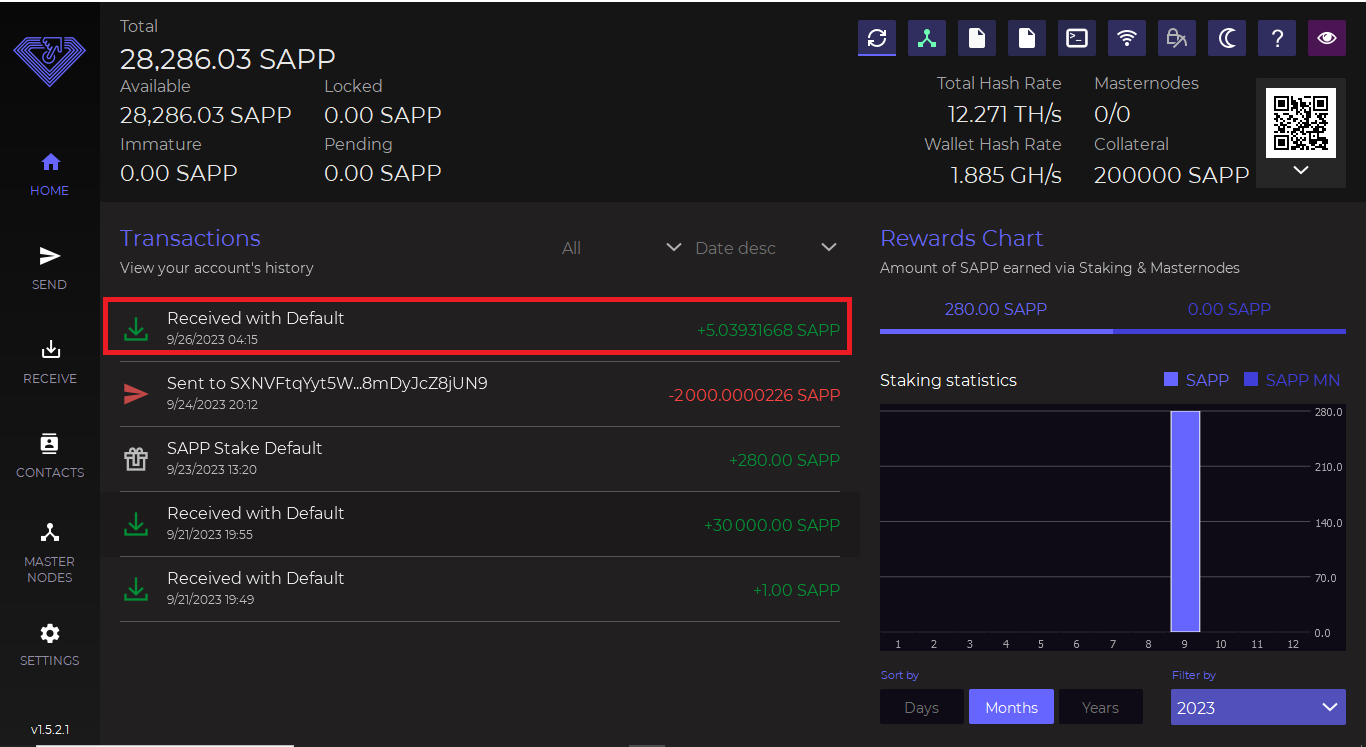 Total
28,286.03 SAPP
Available
Locked
28,286.03 SAPP
0.00 SAPP
Immature
Pending
0.00 SAPP
0.00 SAPP
?
Total Hash Rate
Masternodes
12.271 TH/s
0/0
Wallet Hash Rate
Collateral
1.885 GH/s
200000 SAPP
HOME
SEND
RECEIVE
CONTACTS
MASTER
NODES
SETTINGS
v1.5.2.1
Transactions
View your account's history
All
Date desc
Received with Default
9/26/2023 04:15
+5.03931668 SAPP
Sent to SXNVFtqYyt5W...8mDyJcZ8jUN9
9/24/2023 20:12
-2 000.0000226 SAPP
SAPP Stake Default
9/23/2023 13:20
+280.00 SAPP
Received with Default
9/21/2023 19:55
+30 000.00 SAPP
Received with Default
9/21/2023 19:49
+1.00 SAPP
Rewards Chart
Amount of SAPP earned via Staking & Masternodes
280.00 SAPP
0.00 SAPP
Staking statistics
SAPP
SAPP MN
280.0
210.0
140.0
70.0
0.0
1 2 3 4 5 6 7 8 9 10 11 12
Sort by
Filter by
Days
Months
Years
2023